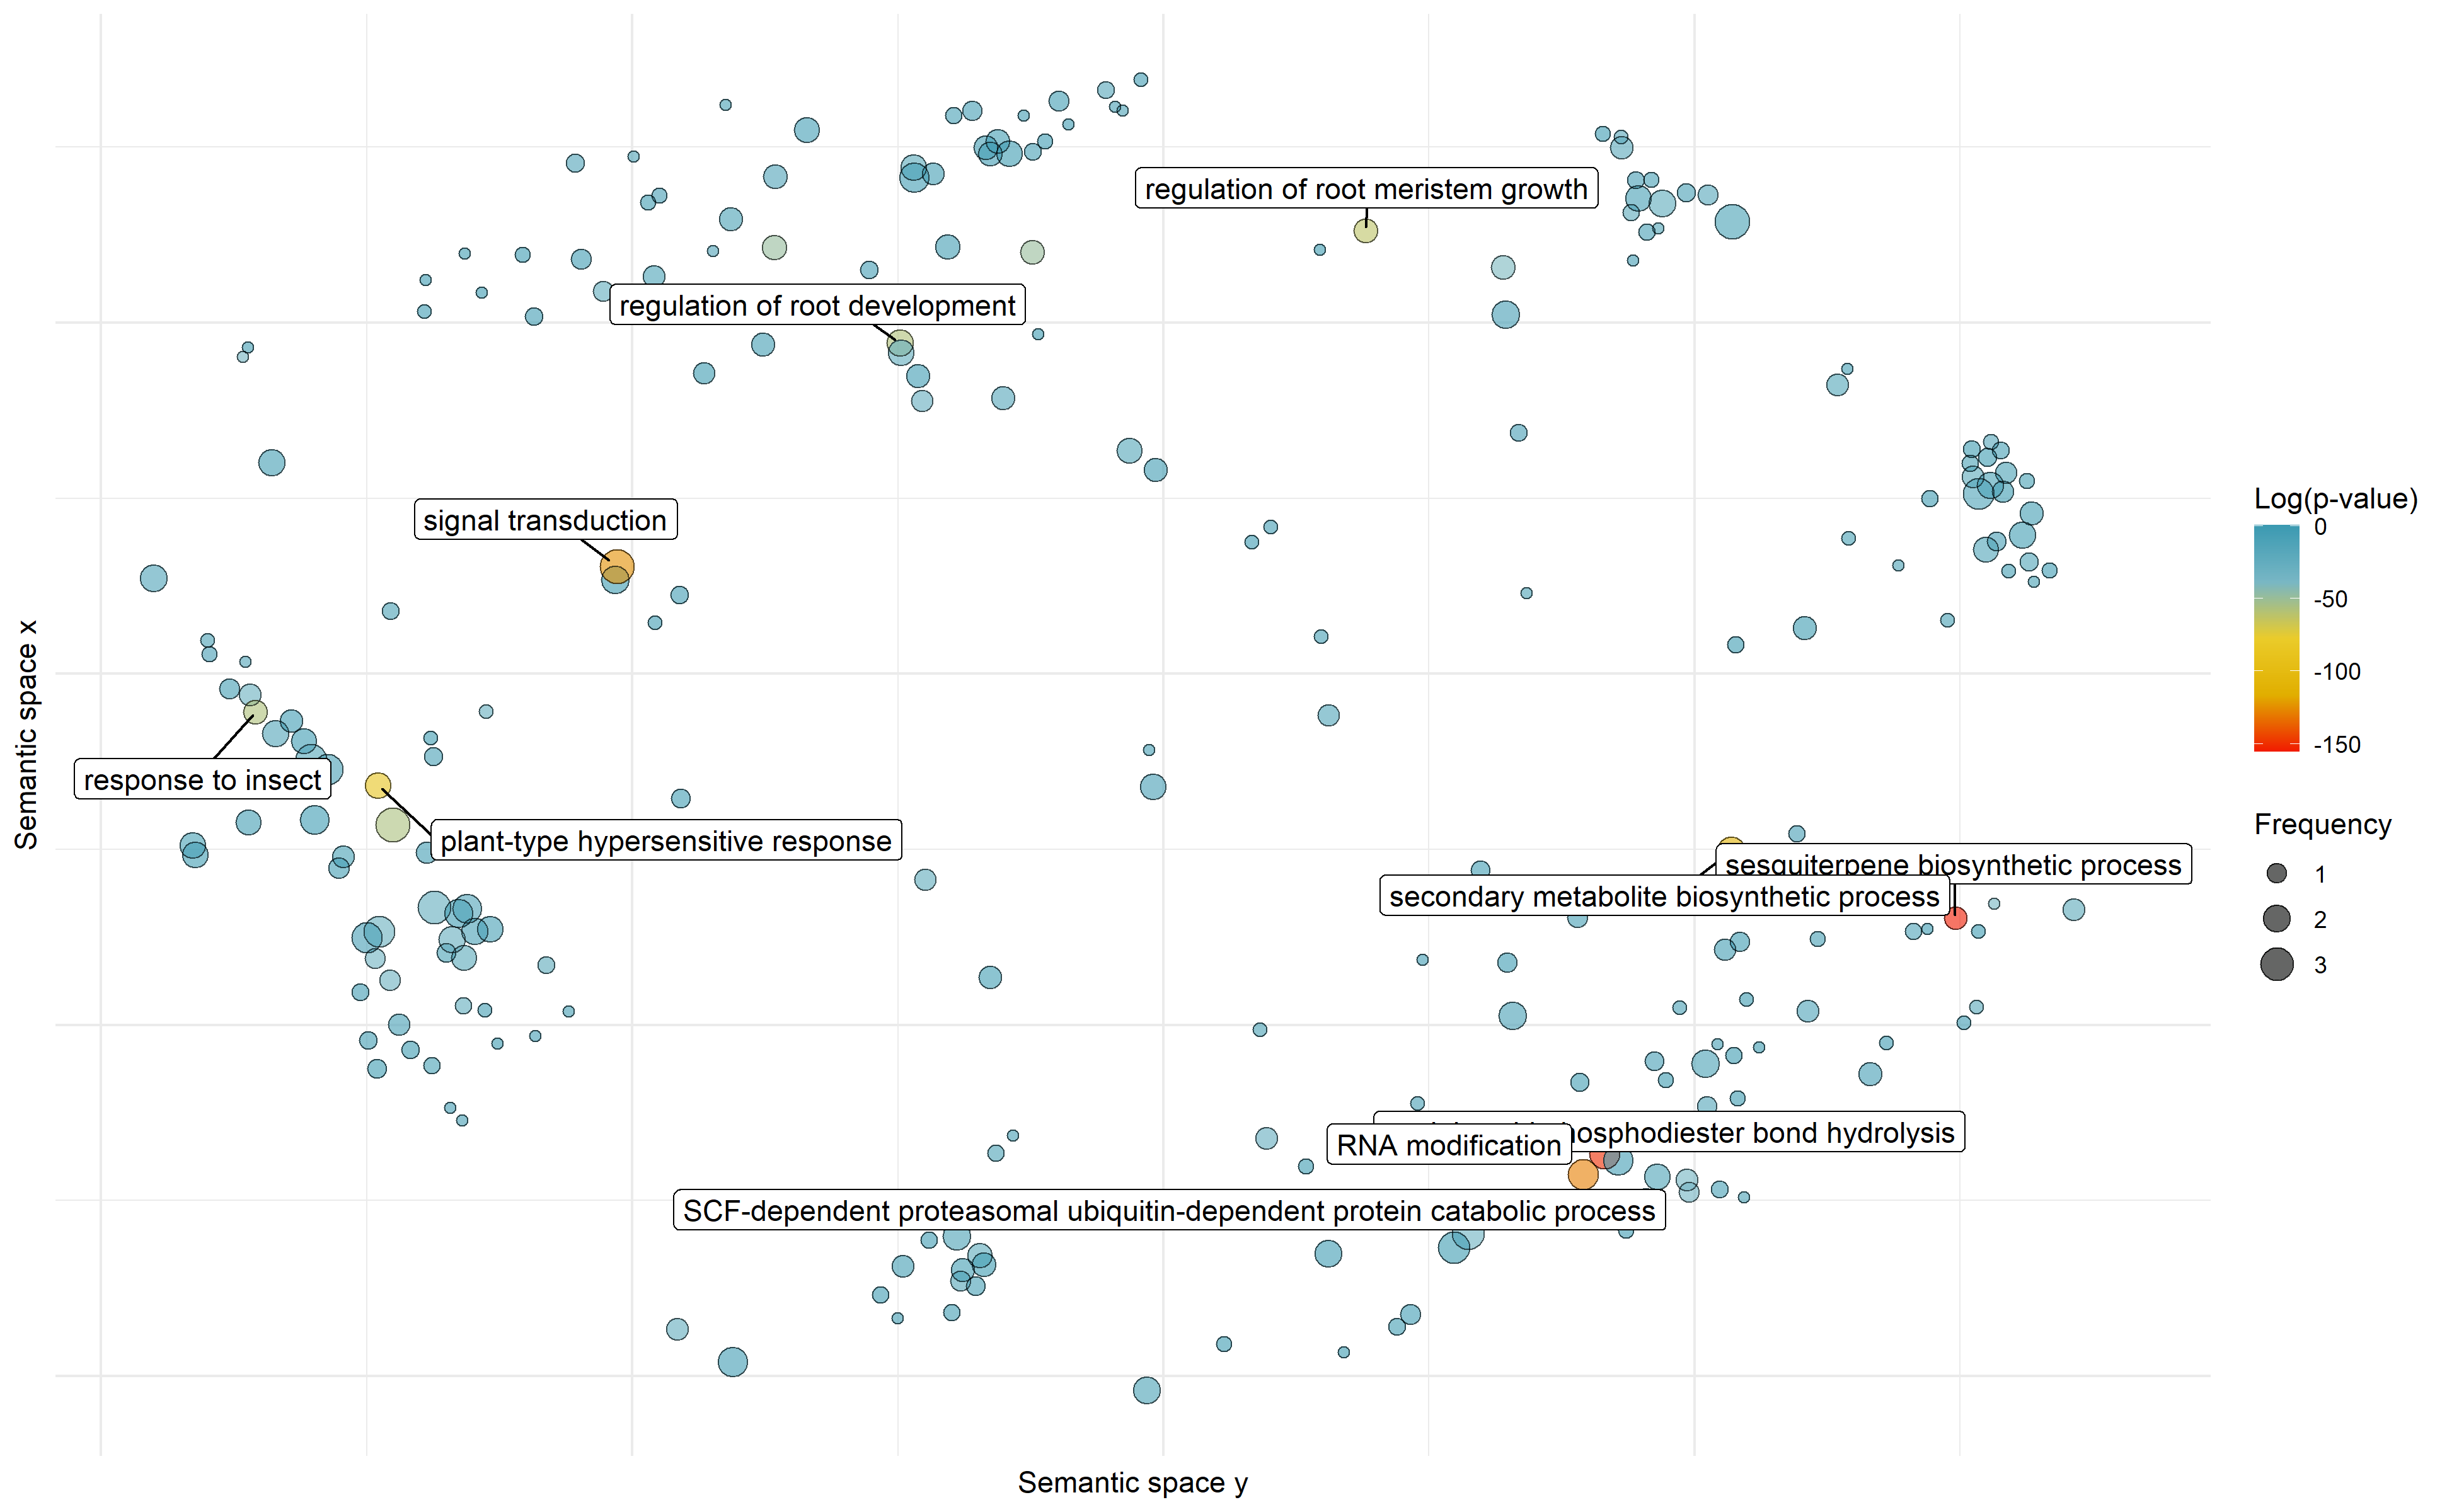 regulation of root meristem growth
regulation of root development
signal transduction
response to insect
plant-type hypersensitive response
sesquiterpene biosynthetic process
secondary metabolite biosynthetic process
bond hydrolysis
RNA modification
SCF-dependent proteasomal ubiquitin-dependent protein catabolic process
Semantic space x
Semantic space y
Log(p-value)
0
-50
-100
-150
Frequency
1
2
3